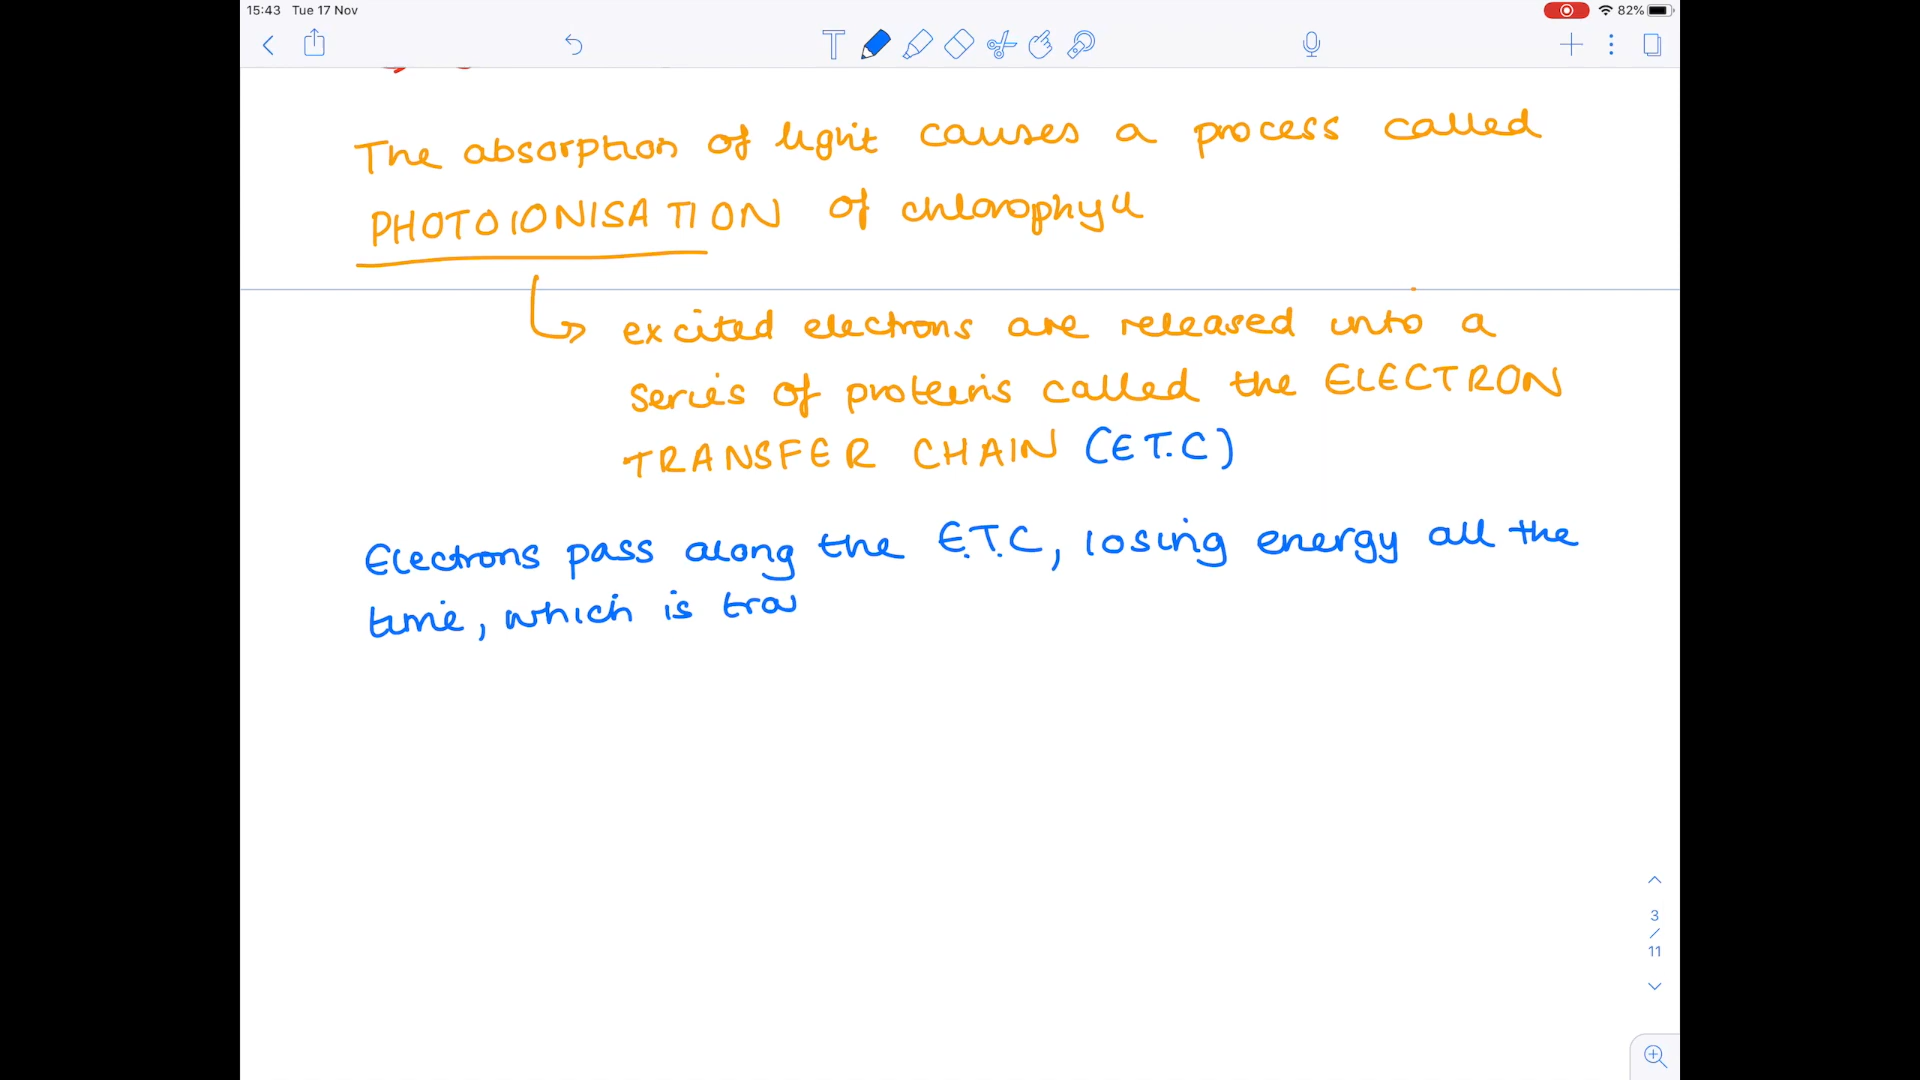 15:43 Tue 17 Nov
82%
The absorption of light causes a process called
PHOTOIONISATION of chlorophyll
excited electrons are released into a
series of proteins called the ELECTRON
TRANSFER CHAIN (E T.C)
Electrons pass along the E.T.C, losing energy all the
time, which is tra
3
/
11